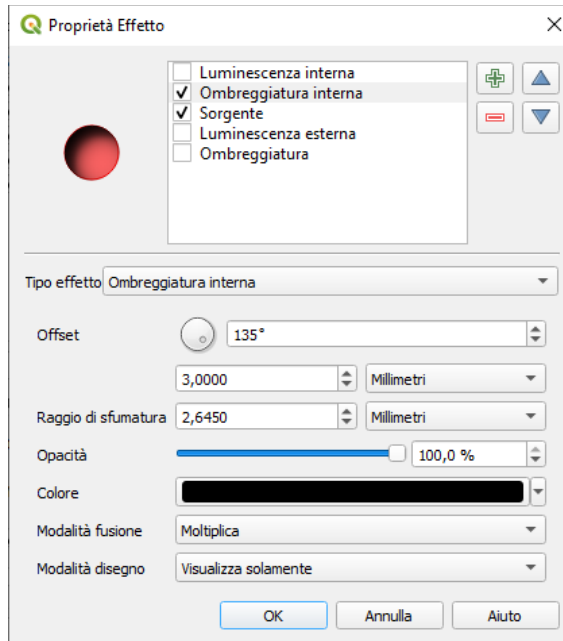 Proprietà Effetto
Luminescenza interna
Ombreggiatura interna
Sorgente
Luminescenza esterna
Ombreggiatura
Tipo effetto Ombreggiatura interna
Offset 135°
3,0000 Millimetri
Raggio di sfumatura 2,6450 Millimetri
Opacità 100,0 %
Colore
Modalità fusione Moltiplica
Modalità disegno Visualizza solamente
OK Annulla Aiuto